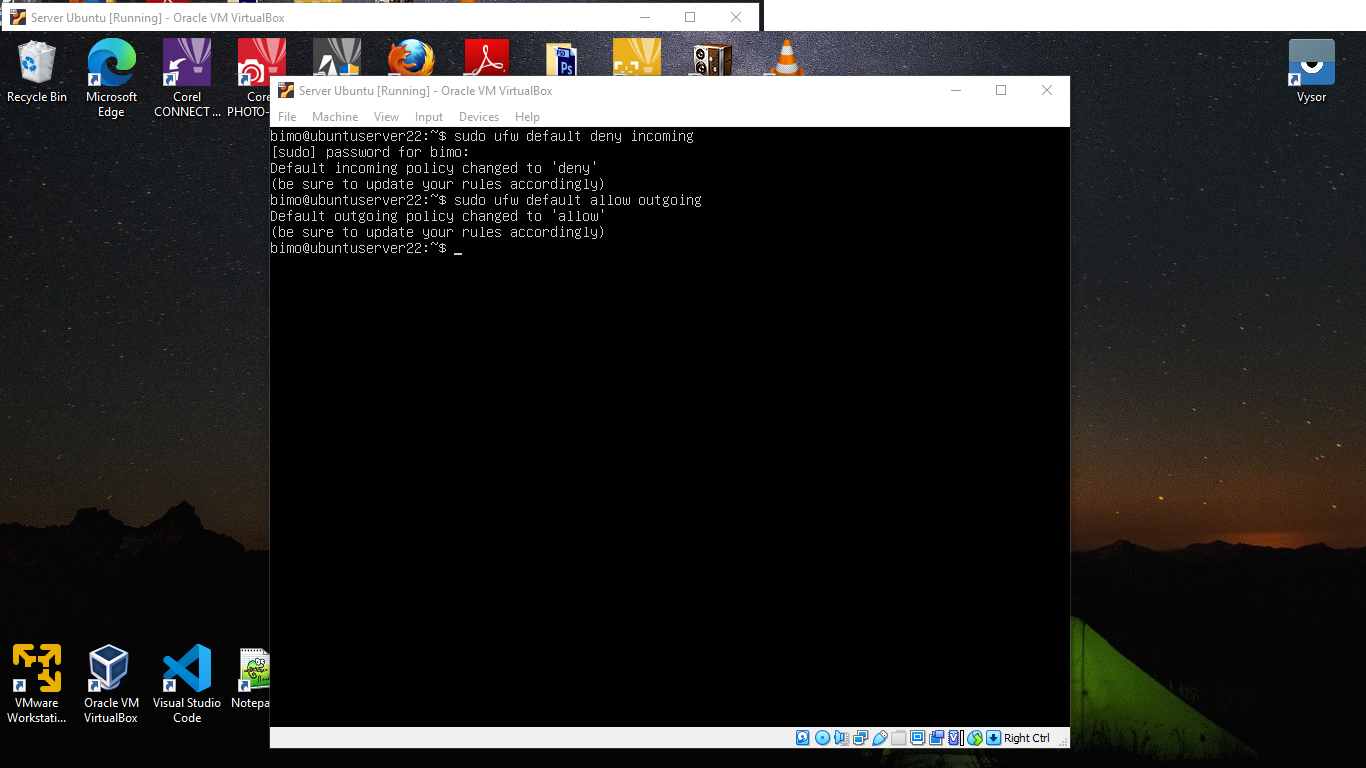 Server Ubuntu [Running] - Oracle VM VirtualBox
Recycle Bin
Microsoft
Edge
Corel
CONNECT ...
Core
PHOTO-
Ps
Vysor
Server Ubuntu [Running] - Oracle VM VirtualBox
File Machine View Input Devices Help
bimo@ubuntuserver22:~$ sudo ufw default deny incoming
[sudo] password for bimo:
Default incoming policy changed to 'deny'
(be sure to update your rules accordingly)
bimo@ubuntuserver22:~$ sudo ufw default allow outgoing
Default outgoing policy changed to 'allow'
(be sure to update your rules accordingly)
bimo@ubuntuserver22:~$ _
VMware
Workstati...
Oracle VM
VirtualBox
Visual Studio
Code
Notepa
Right Ctrl